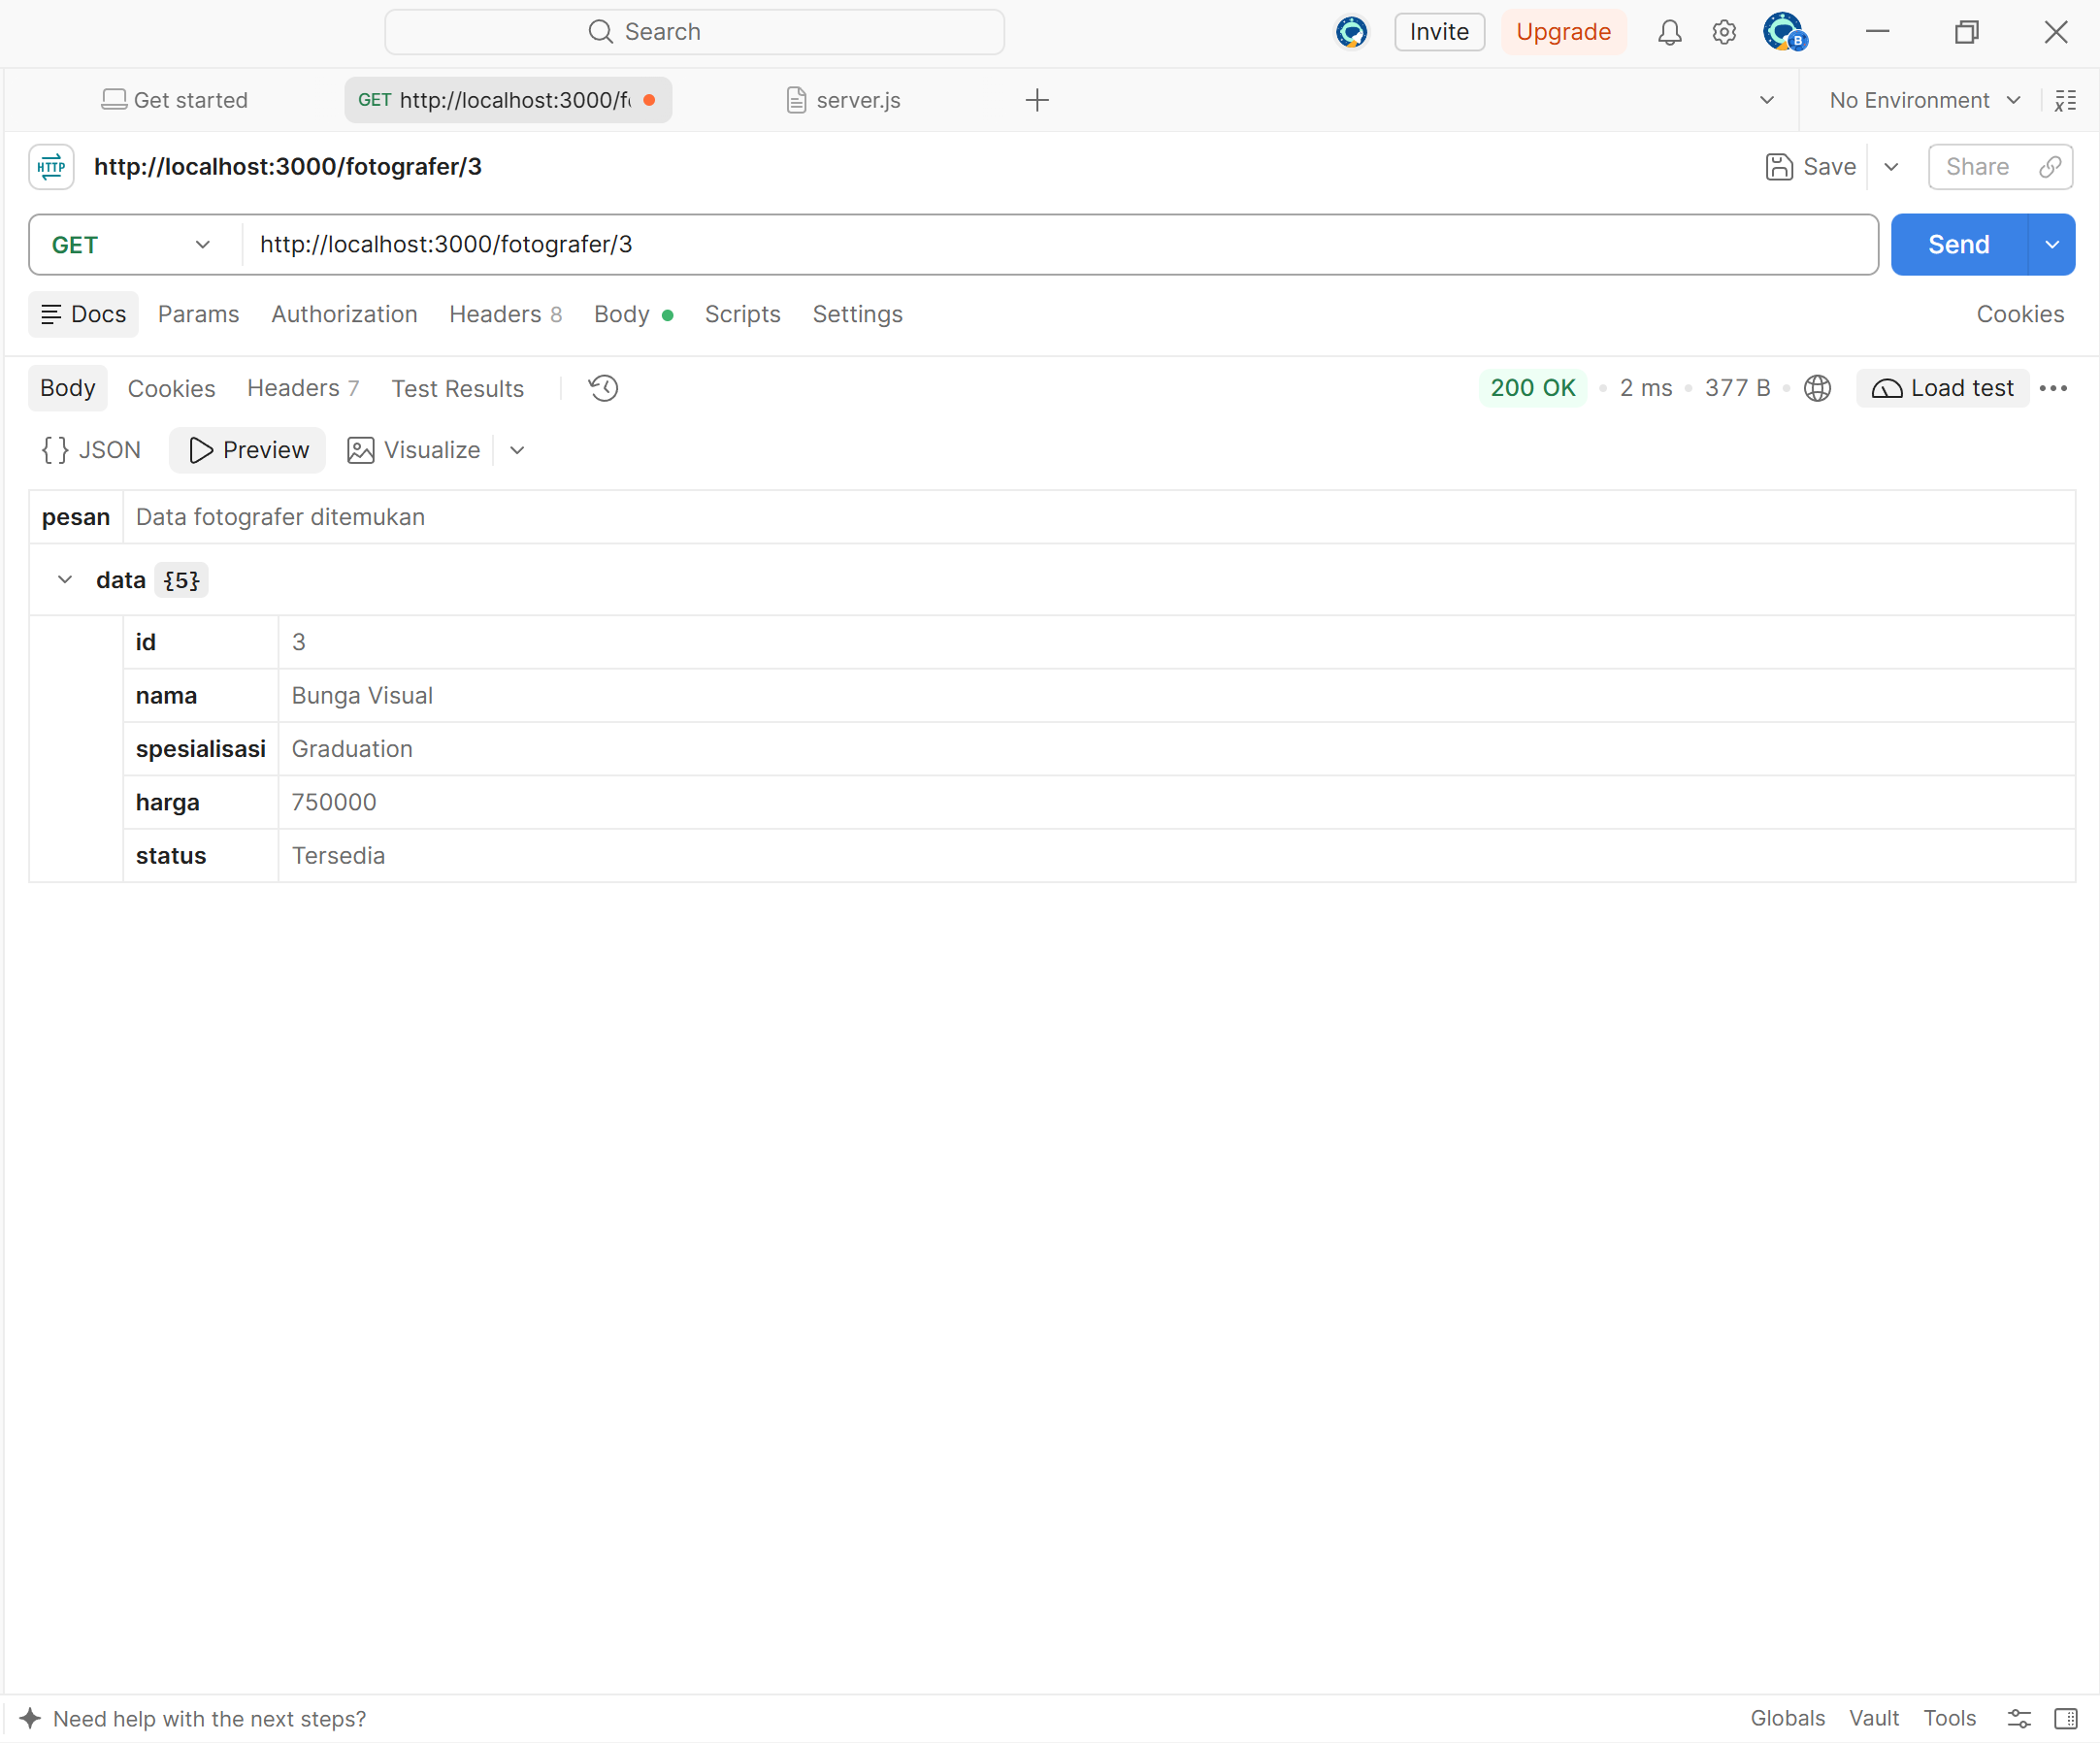 Search
Invite
Upgrade
B
Get started
GET http://localhost:3000/f
server.js
No Environment
HTTP
http://localhost:3000/fotografer/3
Save
Share
GET
http://localhost:3000/fotografer/3
Send
Docs
Params
Authorization
Headers 8
Body
Scripts
Settings
Cookies
Body
Cookies
Headers 7
Test Results
200 OK
2 ms
377 B
Load test
{} JSON
Preview
Visualize
pesan Data fotografer ditemukan
data {5}
id 3
nama Bunga Visual
spesialisasi Graduation
harga 750000
status Tersedia
Need help with the next steps?
Globals
Vault
Tools